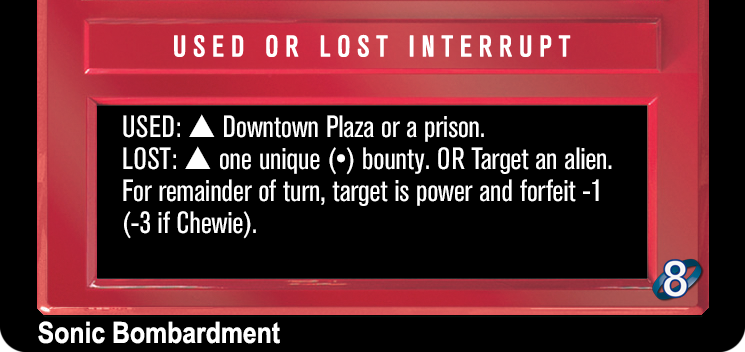 USED OR LOST INTERRUPT
USED: ▲ Downtown Plaza or a prison.
LOST: ▲ one unique (•) bounty. OR Target an alien.
For remainder of turn, target is power and forfeit -1
(-3 if Chewie).
8
Sonic Bombardment